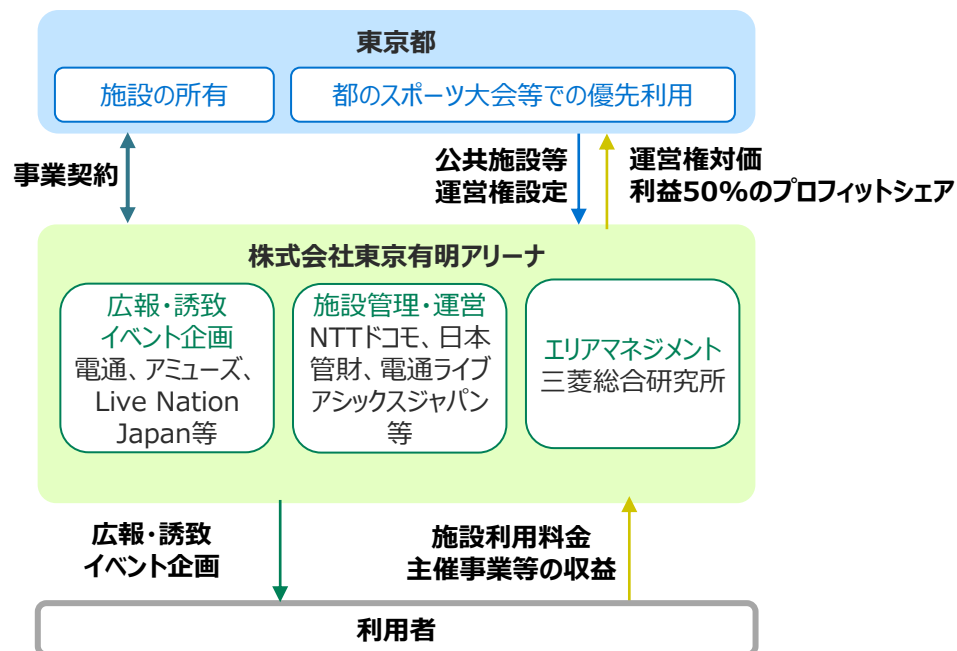 東京都
施設の所有
都のスポーツ大会等での優先利用
事業契約
公共施設等
運営権設定
運営権対価
利益50%のプロフィットシェア
株式会社東京有明アリーナ
広報・誘致
イベント企画
電通、アミューズ、
Live Nation
Japan等
施設管理・運営
NTTドコモ、日本
管財、電通ライブ
アシックスジャパン
等
エリアマネジメント
三菱総合研究所
広報・誘致
イベント企画
施設利用料金
主催事業等の収益
利用者